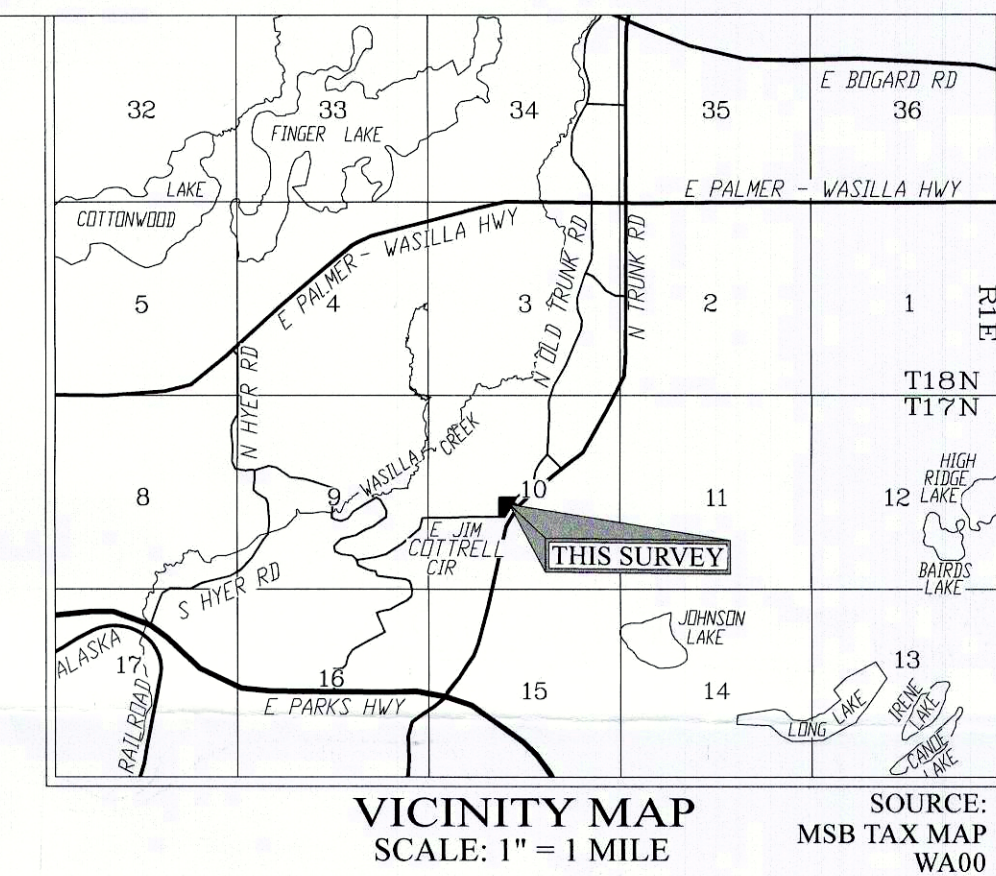 E BOGARD RD
32
33
34
35
36
FINGER LAKE
LAKE
COTTONWOOD
E PALMER - WASILLA HWY
E PALMER - WASILLA HWY
5
4
3
2
1
N OLD TRUNK RD
N TRUNK RD
R1E
N HYER RD
T18N
T17N
WASILLA CREEK
HIGH
RIDGE
LAKE
8
9
10
11
12
E JIM
COTTRELL
CIR
THIS SURVEY
BAIRDS
LAKE
S HYER RD
JOHNSON
LAKE
ALASKA
RAILROAD
17
16
15
14
13
E PARKS HWY
LONG LAKE
IRENE
LAKE
CANOE
LAKE
VICINITY MAP
SCALE: 1" = 1 MILE
SOURCE:
MSB TAX MAP
WA00